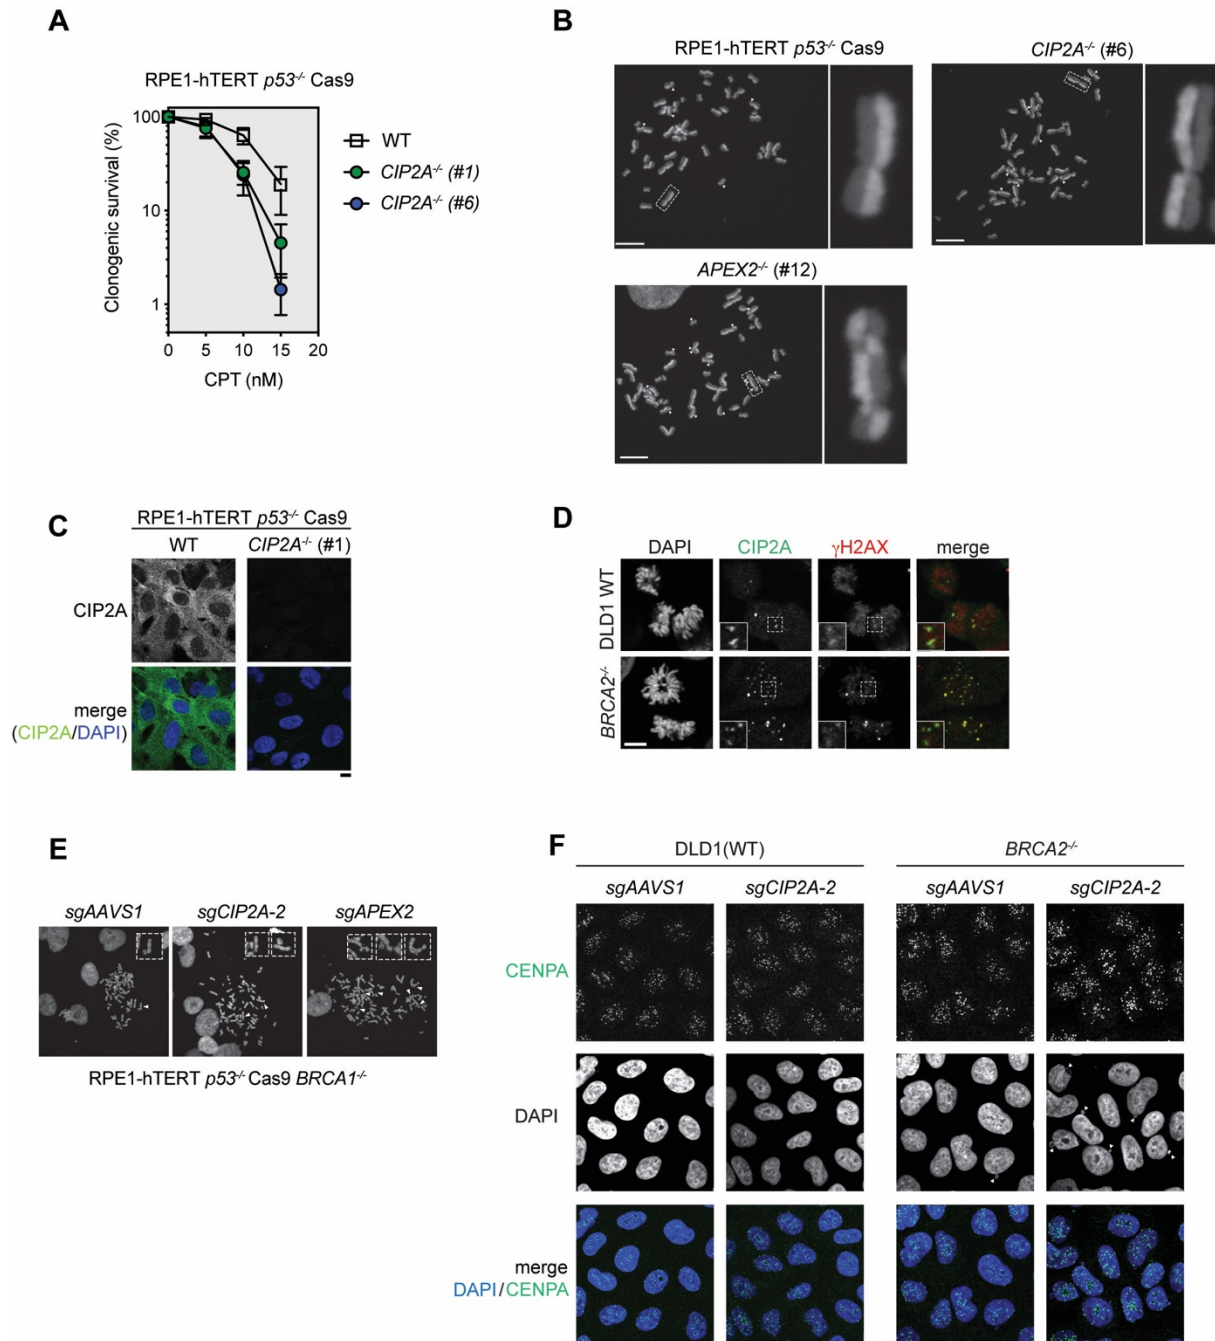 A
RPE1-hTERT p53-/- Cas9
Clonogenic survival (%)
100
10
1
0 5 10 15 20
CPT (nM)
WT
CIP2A-/- (#1)
CIP2A-/- (#6)
B
RPE1-hTERT p53-/- Cas9
CIP2A-/- (#6)
APEX2-/- (#12)
C
RPE1-hTERT p53-/- Cas9
WT CIP2A-/- (#1)
CIP2A
merge
(CIP2A/DAPI)
D
DAPI CIP2A γH2AX merge
DLD1 WT
BRCA2-/-
E
sgAAVS1 sgCIP2A-2 sgAPEX2
RPE1-hTERT p53-/- Cas9 BRCA1-/-
F
DLD1(WT) BRCA2-/-
sgAAVS1 sgCIP2A-2 sgAAVS1 sgCIP2A-2
CENPA
DAPI
merge
DAPI/CENPA